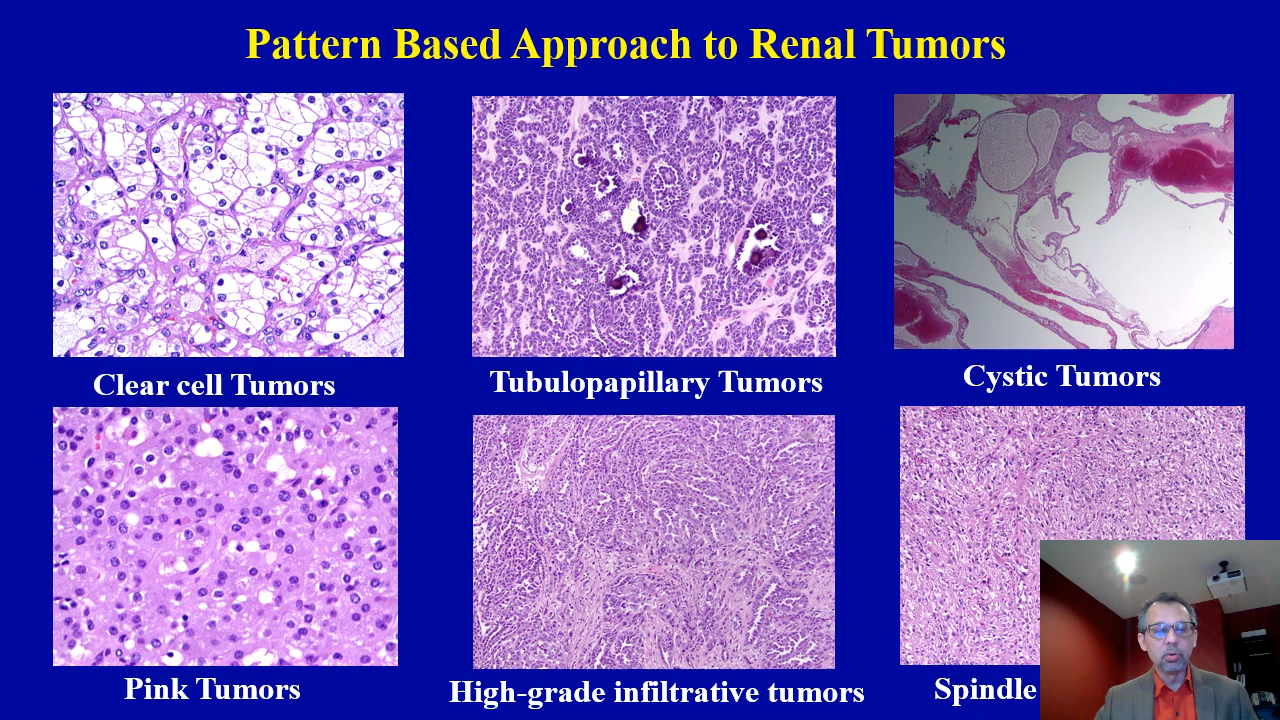 Pattern Based Approach to Renal Tumors
Clear cell Tumors
Tubulopapillary Tumors
Cystic Tumors
Pink Tumors
High-grade infiltrative tumors
Spindle